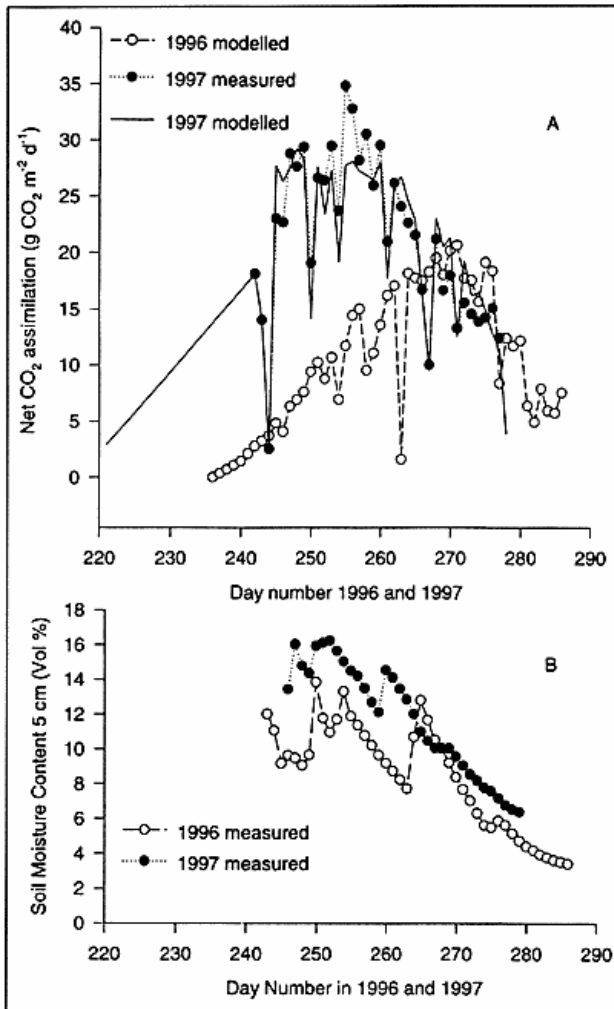 1996 modelled
1997 measured
1997 modelled
A
40
35
30
25
20
15
10
5
0
Net CO2 assimilation (g CO2 m-2 d-1)
220 230 240 250 260 270 280 290
Day number 1996 and 1997
18
16
14
12
10
8
6
4
2
0
B
Soil Moisture Content 5 cm (Vol %)
1996 measured
1997 measured
220 230 240 250 260 270 280 290
Day Number in 1996 and 1997